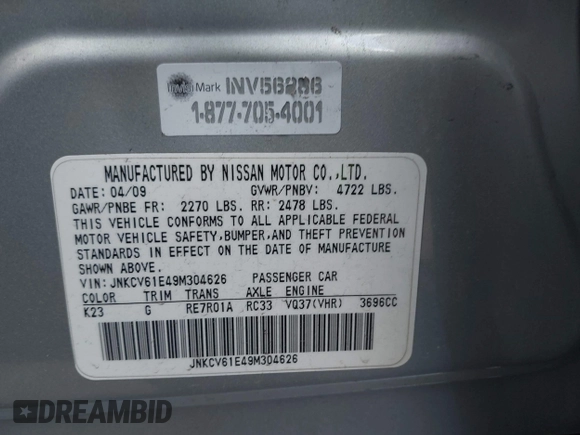 invisi Mark
1-877-705-4001
MANUFACTURED BY NISSAN MOTOR CO.,LTD.
DATE: 04/09 GVWR/PNBV: 4722 LBS.
GAWR/PNBE FR: 2270 LBS. RR: 2478 LBS.
THIS VEHICLE CONFORMS TO ALL APPLICABLE FEDERAL
MOTOR VEHICLE SAFETY,BUMPER,AND THEFT PREVENTION
STANDARDS IN EFFECT ON THE DATE OF MANUFACTURE
SHOWN ABOVE.
VIN: JNKCV61E49M304626 PASSENGER CAR
COLOR TRIM TRANS AXLE ENGINE
K23 G RE7R01A RC33 VQ37(VHR) 3696CC
JNKCV61E49M304626
DREAMBID